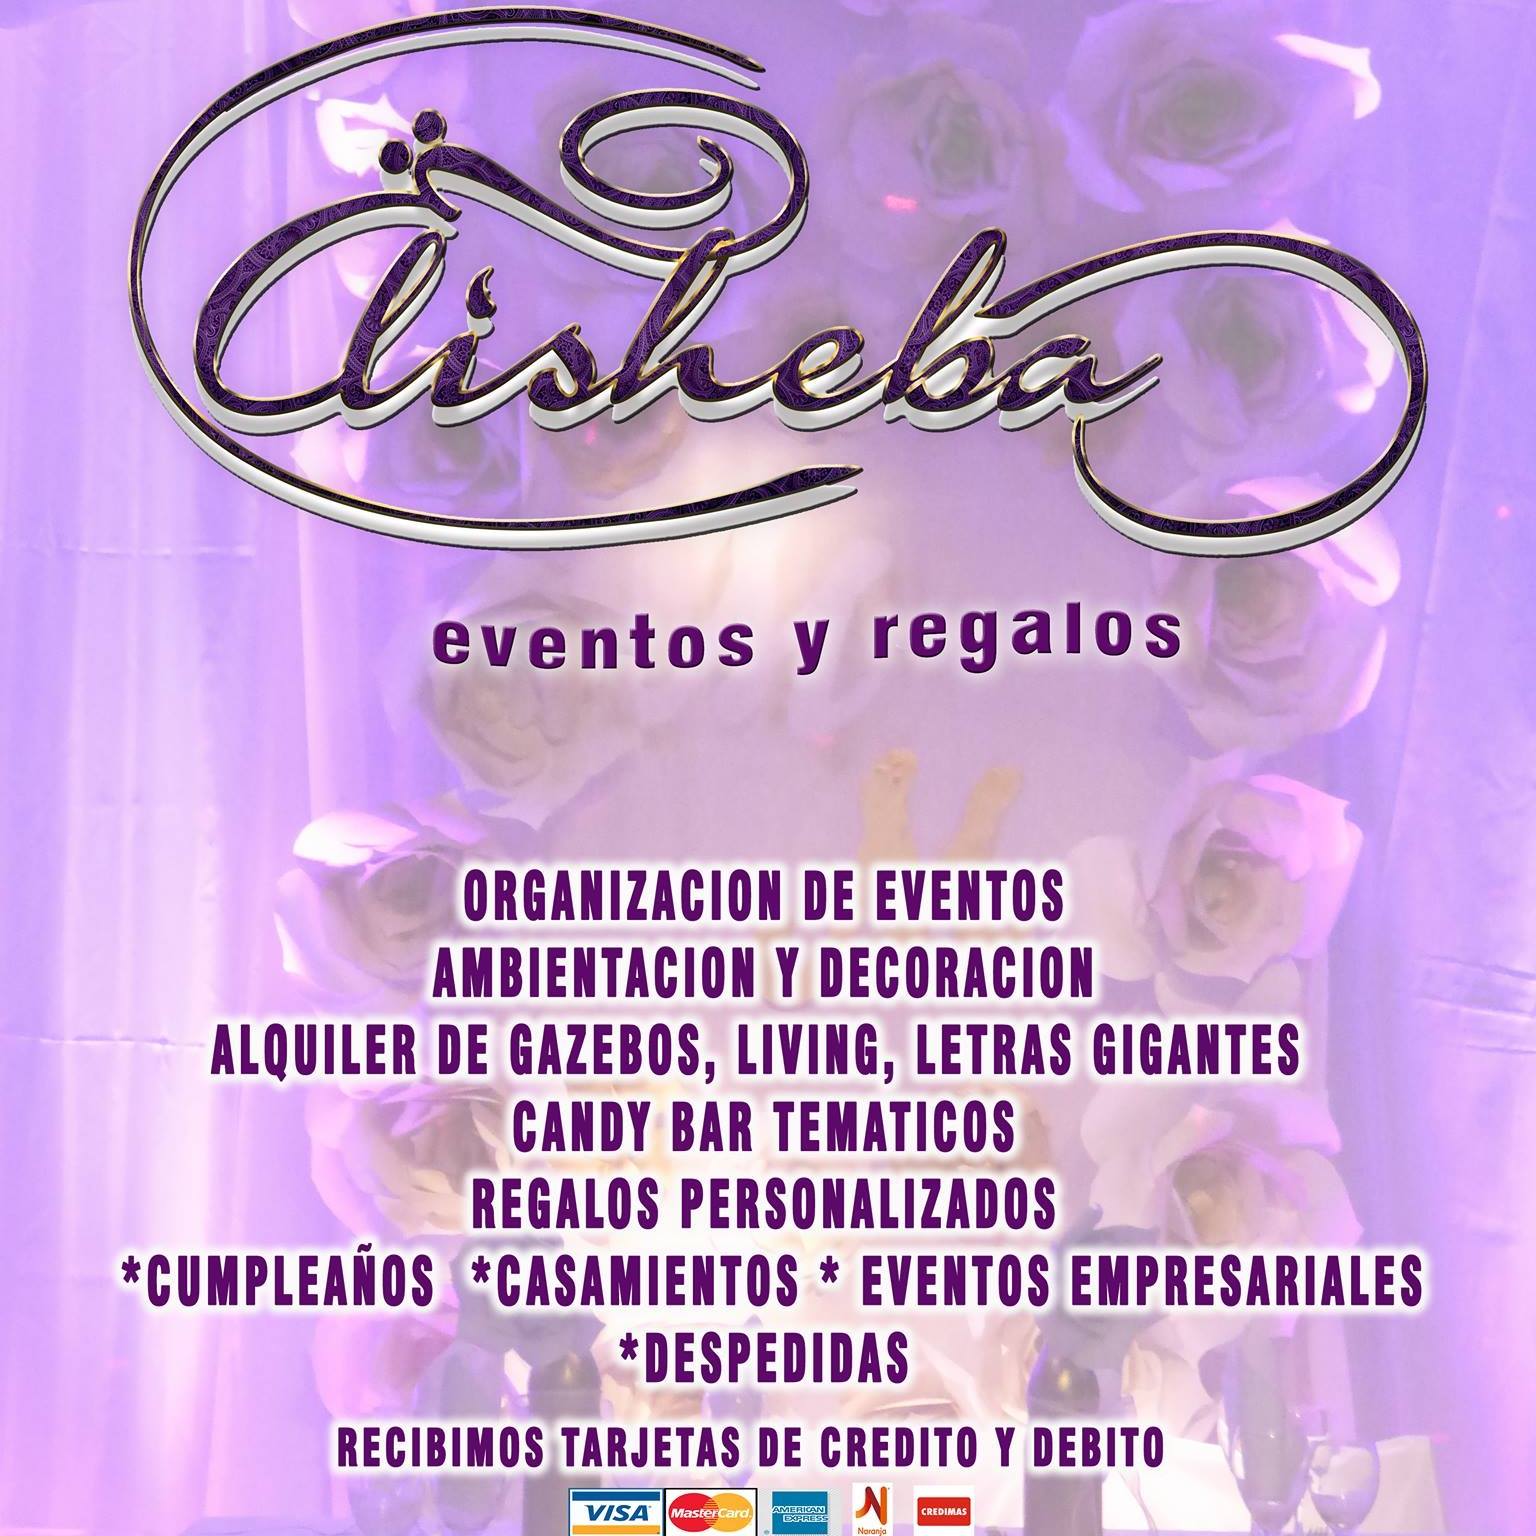 Aisheba
eventos y regalos
ORGANIZACION DE EVENTOS
AMBIENTACION Y DECORACION
ALQUILER DE GAZEBOS, LIVING, LETRAS GIGANTES
CANDY BAR TEMATICOS
REGALOS PERSONALIZADOS
*CUMPLEAÑOS *CASAMIENTOS * EVENTOS EMPRESARIALES
*DESPEDIDAS
RECIBIMOS TARJETAS DE CREDITO Y DEBITO
VISA MasterCard AMERICAN EXPRESS Naranja CREDIMAS